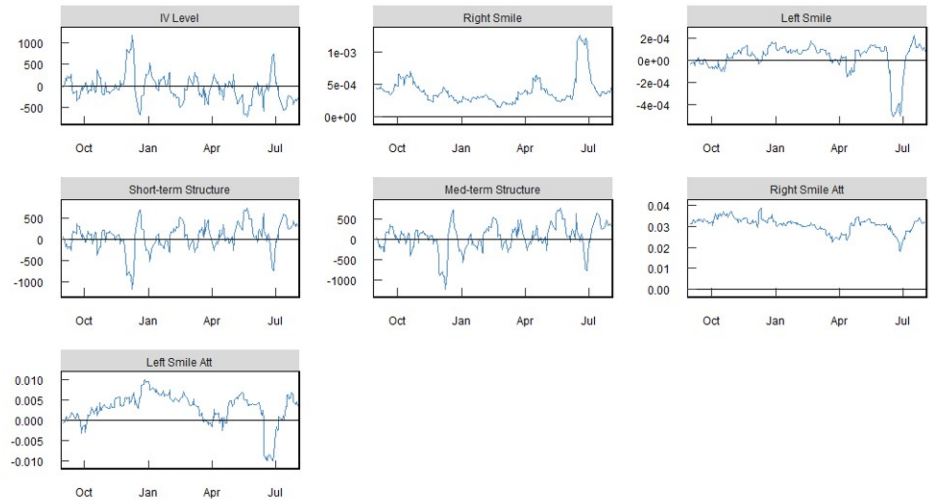 IV Level
1000
500
0
-500
Oct Jan Apr Jul
Right Smile
1e-03
5e-04
0e+00
Oct Jan Apr Jul
Left Smile
2e-04
0e+00
-2e-04
-4e-04
Oct Jan Apr Jul
Short-term Structure
500
0
-500
-1000
Oct Jan Apr Jul
Med-term Structure
500
0
-500
-1000
Oct Jan Apr Jul
Right Smile Att
0.04
0.03
0.02
0.01
0.00
Oct Jan Apr Jul
Left Smile Att
0.010
0.005
0.000
-0.005
-0.010
Oct Jan Apr Jul